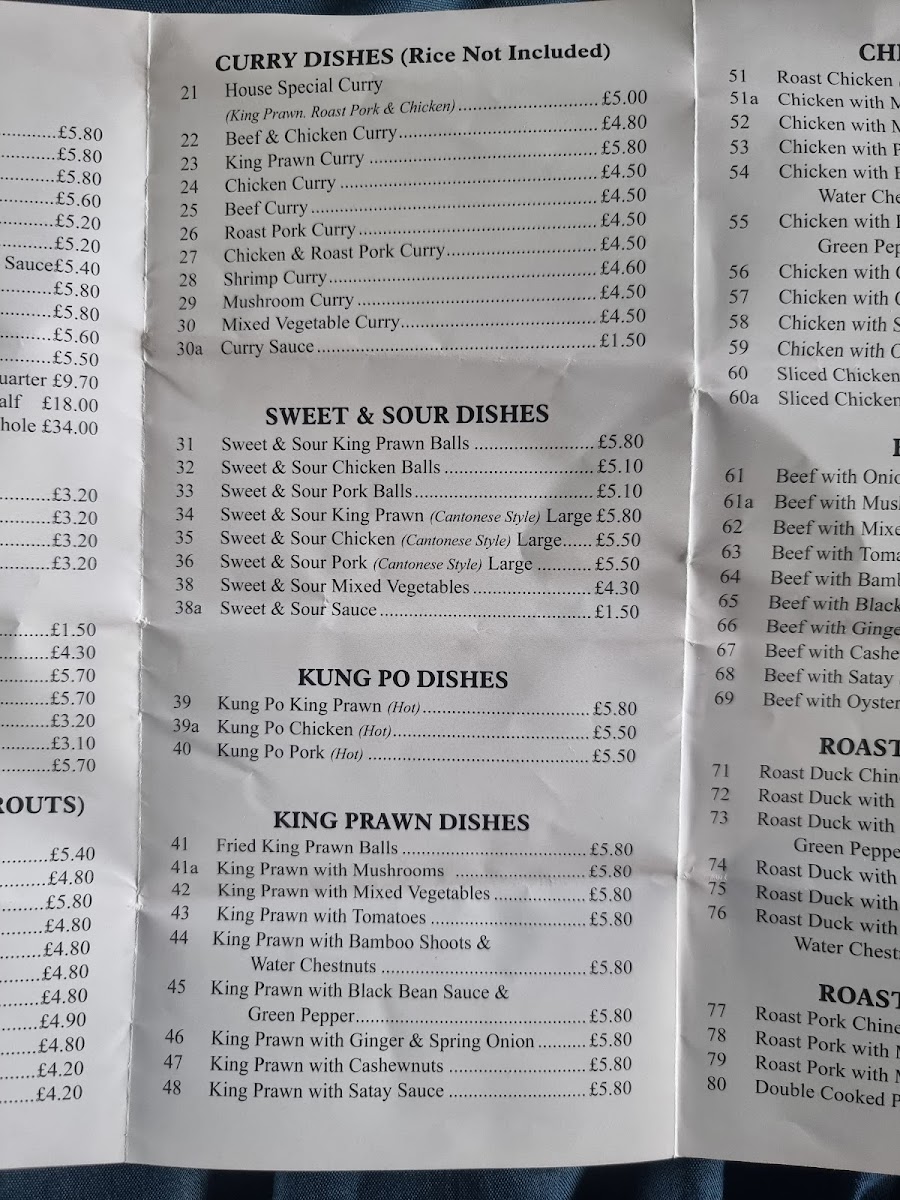 £5.80
£5.80
£5.80
£5.60
£5.20
£5.20
Sauce£5.40
£5.80
£5.80
£5.60
£5.50
£9.70
£18.00
£34.00
£3.20
£3.20
£3.20
£3.20
£1.50
£4.30
£5.70
£5.70
£3.20
£3.10
£5.70
£5.40
£4.80
£5.80
£4.80
£4.80
£4.80
£4.80
£4.90
£4.80
£4.20
£4.20
CURRY DISHES (Rice Not Included)
21 House Special Curry
(King Prawn. Roast Pork & Chicken) £5.00
22 Beef & Chicken Curry £4.80
23 King Prawn Curry £5.80
24 Chicken Curry £4.50
25 Beef Curry £4.50
26 Roast Pork Curry £4.50
27 Chicken & Roast Pork Curry £4.50
28 Shrimp Curry £4.60
29 Mushroom Curry £4.50
30 Mixed Vegetable Curry £4.50
30a Curry Sauce £1.50
SWEET & SOUR DISHES
31 Sweet & Sour King Prawn Balls £5.80
32 Sweet & Sour Chicken Balls £5.10
33 Sweet & Sour Pork Balls £5.10
34 Sweet & Sour King Prawn (Cantonese Style) Large £5.80
35 Sweet & Sour Chicken (Cantonese Style) Large £5.50
36 Sweet & Sour Pork (Cantonese Style) Large £5.50
38 Sweet & Sour Mixed Vegetables £4.30
38a Sweet & Sour Sauce £1.50
KUNG PO DISHES
39 Kung Po King Prawn (Hot) £5.80
39a Kung Po Chicken (Hot) £5.50
40 Kung Po Pork (Hot) £5.50
KING PRAWN DISHES
41 Fried King Prawn Balls £5.80
41a King Prawn with Mushrooms £5.80
42 King Prawn with Mixed Vegetables £5.80
43 King Prawn with Tomatoes £5.80
44 King Prawn with Bamboo Shoots &
Water Chestnuts £5.80
45 King Prawn with Black Bean Sauce &
Green Pepper £5.80
46 King Prawn with Ginger & Spring Onion £5.80
47 King Prawn with Cashewnuts £5.80
48 King Prawn with Satay Sauce £5.80
51 Roast Chicken
51a Chicken with
52 Chicken with
53 Chicken with
54 Chicken with
Water
55 Chicken with
Green
56 Chicken with
57 Chicken with
58 Chicken with
59 Chicken with
60 Sliced Chicken
60a Sliced Chicken
61 Beef with
61a Beef with
62 Beef with
63 Beef with
64 Beef with
65 Beef with Black
66 Beef with
67 Beef with
68 Beef with Satay
69 Beef with Oyster
ROAST
71 Roast Duck
72 Roast Duck with
73 Roast Duck with
Green
74 Roast Duck with
75 Roast Duck with
76 Roast Duck with
Water
ROAST
77 Roast Pork
78 Roast Pork with
79 Roast Pork with
80 Double Cooked